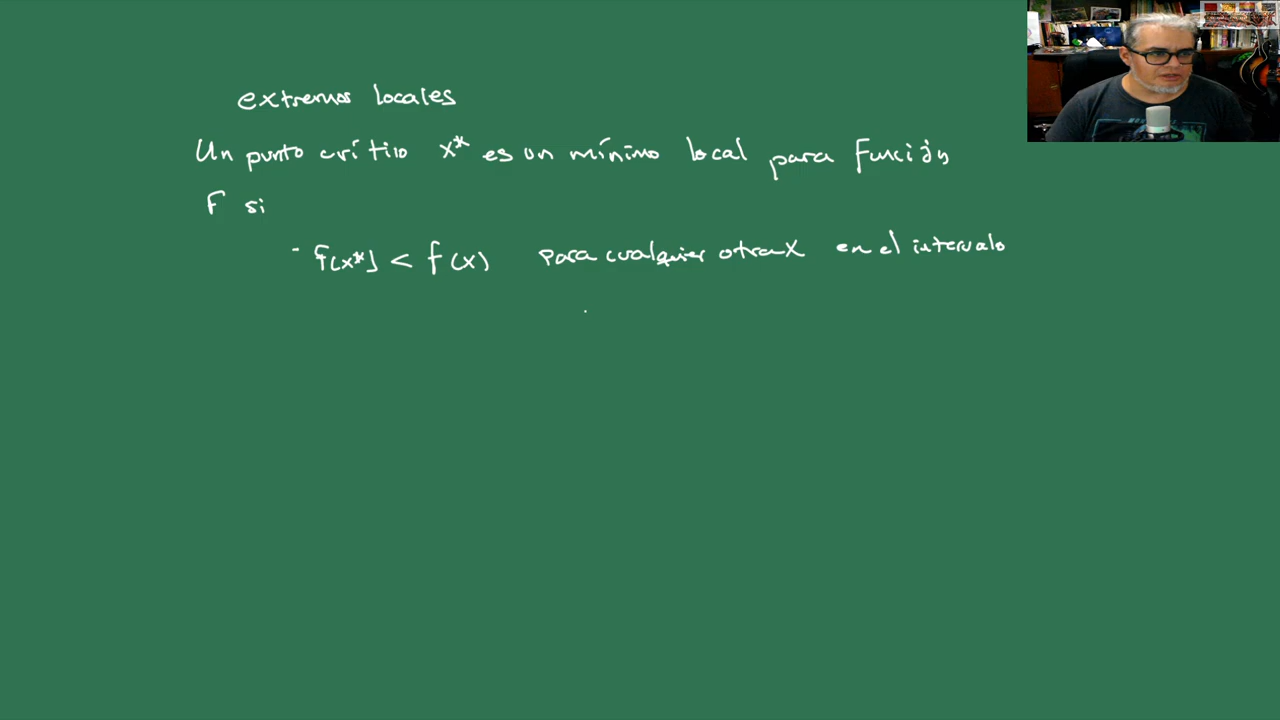 extremos locales
Un punto crítico x* es un mínimo local para función
F si
- f(x*) < f(x) para cualquier otra x en el intervalo